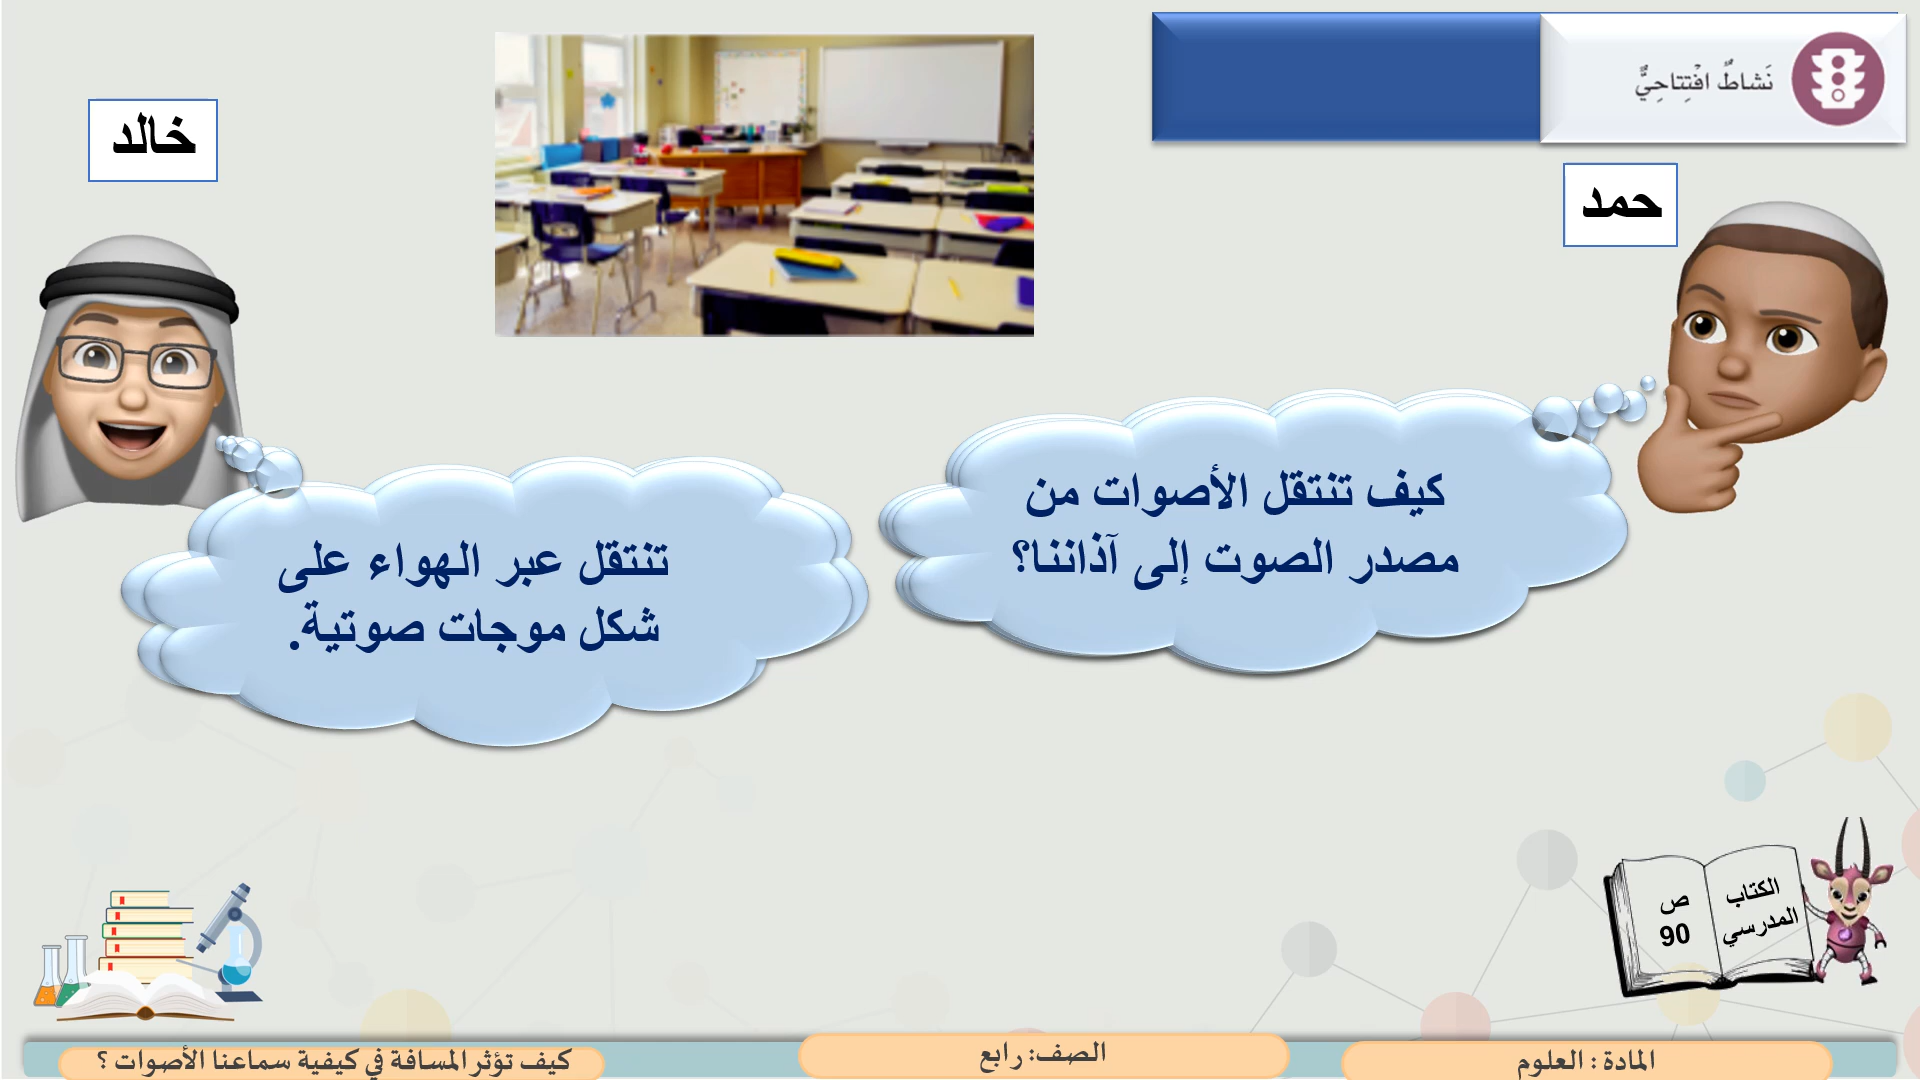 نَشاطٌ افْتِتاحِيٌّ
حمد
خالد
كيف تنتقل الأصوات من
مصدر الصوت إلى آذاننا؟
تنتقل عبر الهواء على
شكل موجات صوتية.
الكتاب
المدرسي
ص
90
المادة : العلوم
الصف: رابع
كيف تؤثر المسافة في كيفية سماعنا الأصوات ؟